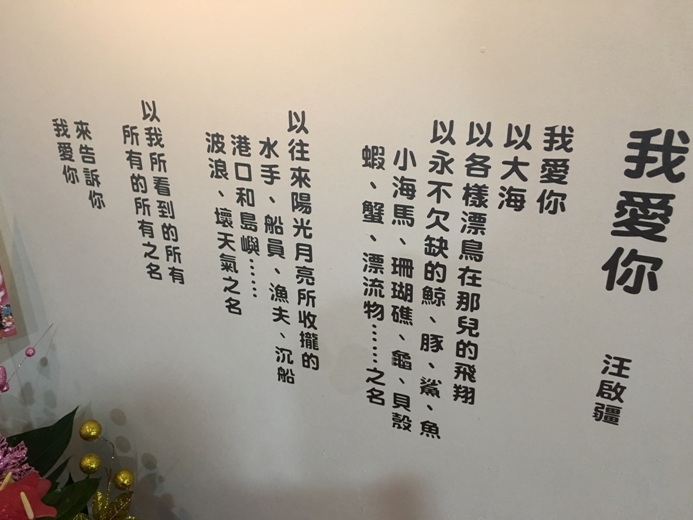 我愛你
汪啟疆
我愛你
以大海
以各樣漂鳥在那兒的飛翔
以永不欠缺的鯨、豚、鯊、魚
小海馬、珊瑚礁、龜、貝殼
蝦、蟹、漂流物……之名
以往來陽光月亮所收攏的
水手、船員、漁夫、沉船
港口和島嶼……
波浪、壞天氣之名
以我所看到的所有
所有的所有之名
來告訴你
我愛你